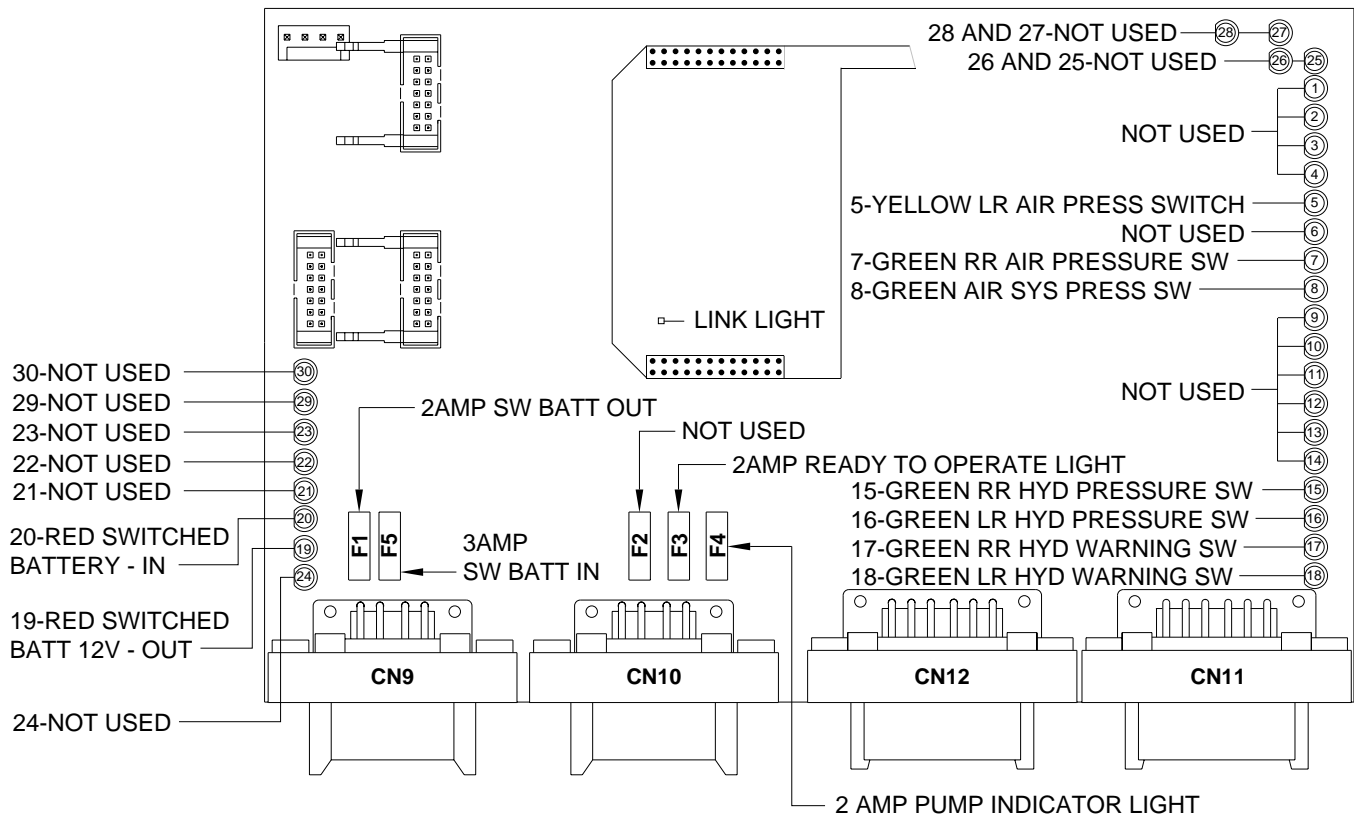 28 AND 27-NOT USED
28
27
26 AND 25-NOT USED
26
25
1
2
NOT USED
3
4
5-YELLOW LR AIR PRESS SWITCH
5
NOT USED
6
7-GREEN RR AIR PRESSURE SW
7
8-GREEN AIR SYS PRESS SW
8
LINK LIGHT
9
10
11
NOT USED
12
13
14
30-NOT USED
30
29-NOT USED
29
23-NOT USED
23
22-NOT USED
22
21-NOT USED
21
20-RED SWITCHED
BATTERY - IN
20
19-RED SWITCHED
BATT 12V - OUT
19
24-NOT USED
24
2AMP SW BATT OUT
F1
F5
3AMP
SW BATT IN
NOT USED
2AMP READY TO OPERATE LIGHT
F2
F3
F4
15-GREEN RR HYD PRESSURE SW
15
16-GREEN LR HYD PRESSURE SW
16
17-GREEN RR HYD WARNING SW
17
18-GREEN LR HYD WARNING SW
18
CN9
CN10
CN12
CN11
2 AMP PUMP INDICATOR LIGHT